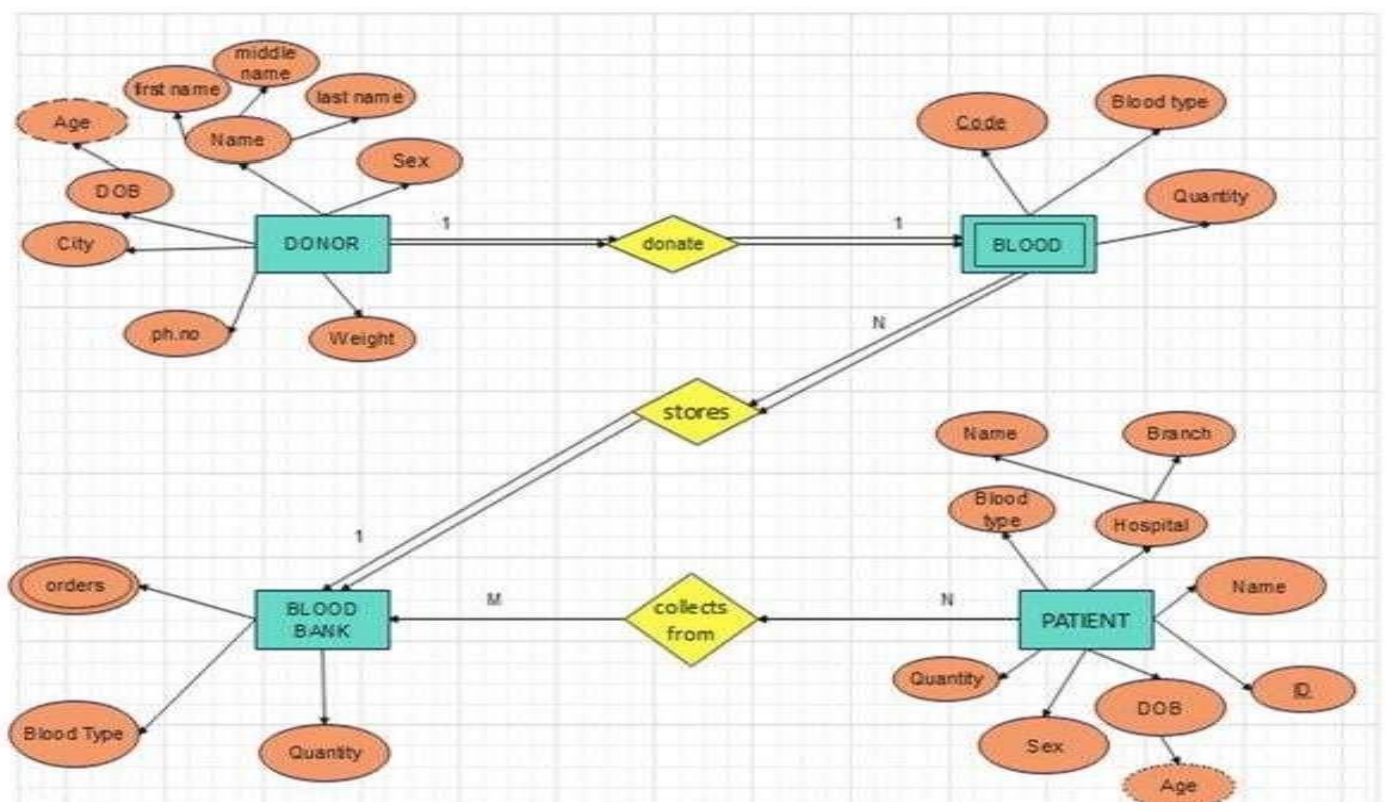 middle
name
first name
last name
Age
Name
Sex
DOB
City
DONOR
ph.no
Weight
1
donate
1
Code
Blood type
Quantity
BLOOD
N
stores
1
Name
Branch
Blood
type
Hospital
Name
orders
BLOOD
BANK
M
collects
from
N
PATIENT
Quantity
ID
DOB
Sex
Age
Blood Type
Quantity